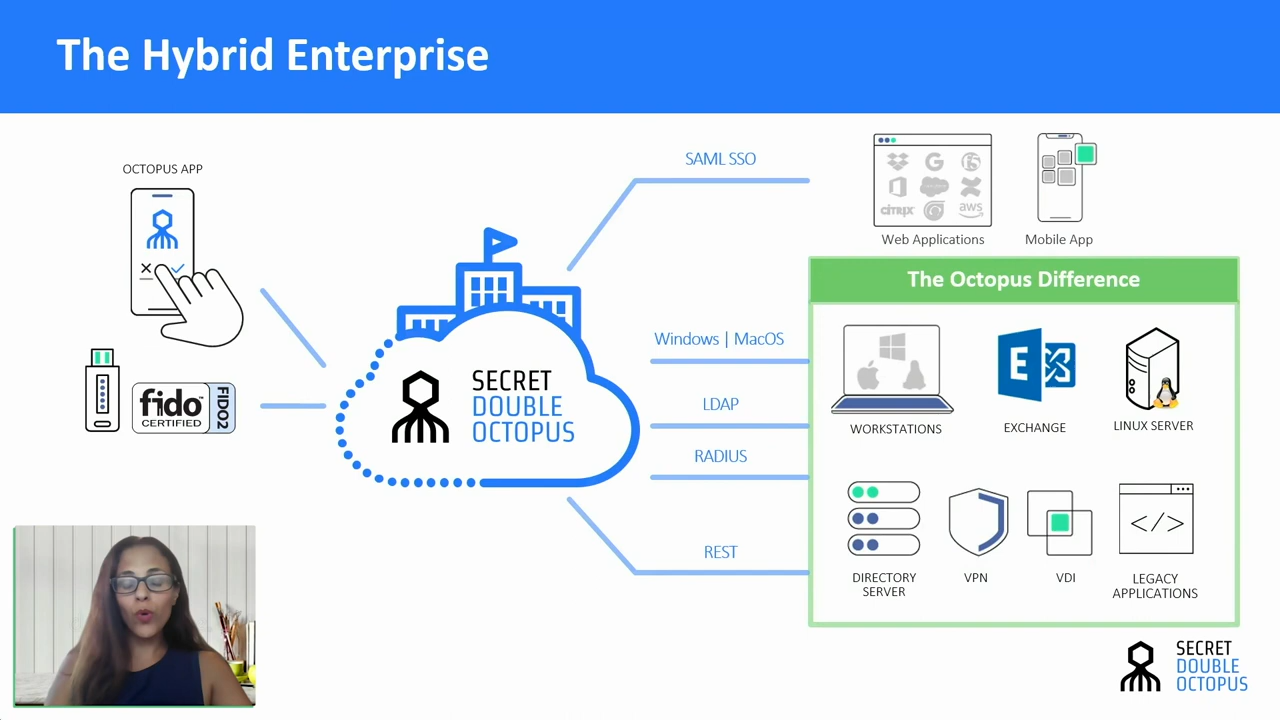 The Hybrid Enterprise
OCTOPUS APP
fido™
CERTIFIED
FIDO2
SECRET
DOUBLE
OCTOPUS
SAML SSO
Windows | MacOS
LDAP
RADIUS
REST
G
CITRIX
aws
Web Applications
Mobile App
The Octopus Difference
E
WORKSTATIONS
EXCHANGE
LINUX SERVER
</>
DIRECTORY
SERVER
VPN
VDI
LEGACY
APPLICATIONS
SECRET
DOUBLE
OCTOPUS